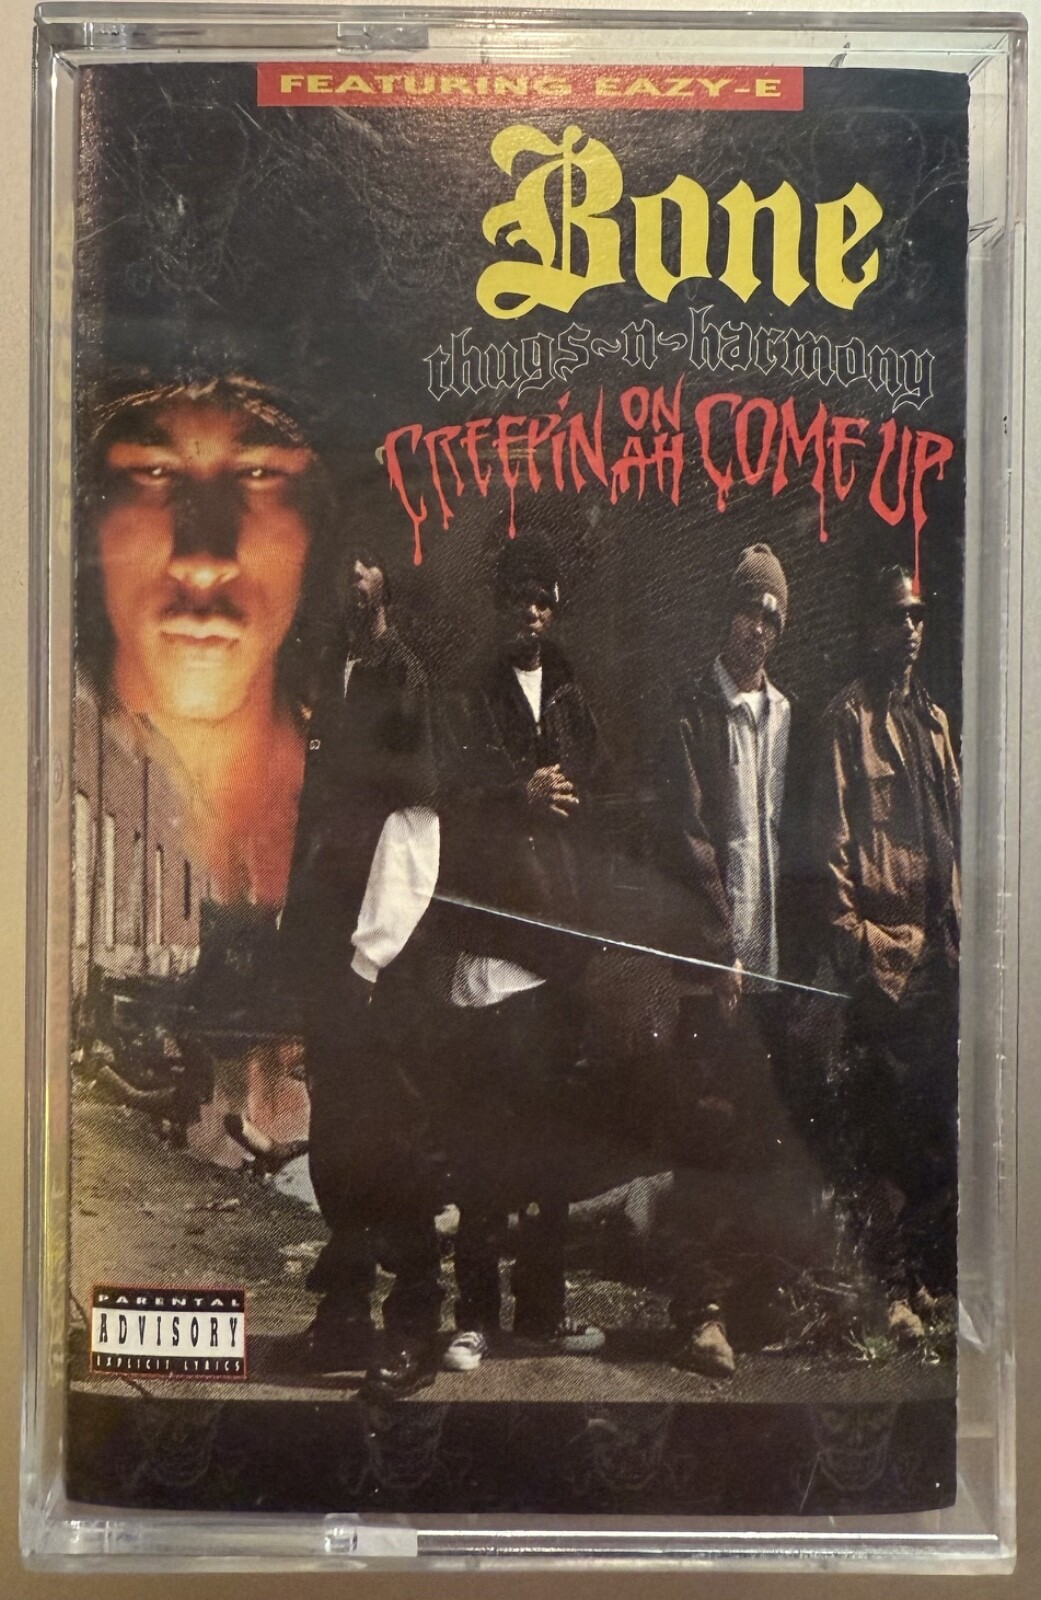 FEATURING EAZY-E
Bone
thugs~n~harmony
CREEPIN ON AH COME UP
PARENTAL
ADVISORY
EXPLICIT LYRICS